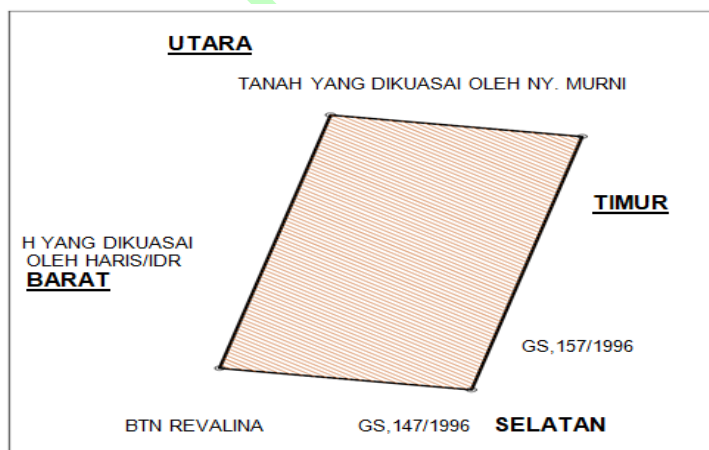 UTARA
TANAH YANG DIKUASAI OLEH NY. MURNI
TIMUR
H YANG DIKUASAI
OLEH HARIS/IDR
BARAT
GS,157/1996
BTN REVALINA GS,147/1996 SELATAN